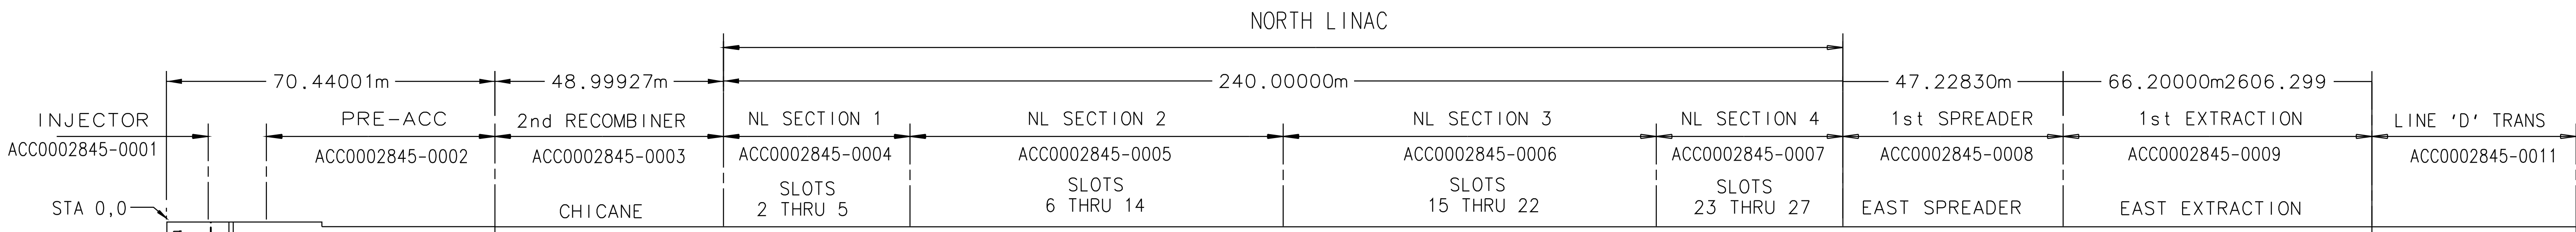 NORTH LINAC
70.44001m
48.99927m
240.00000m
47.22830m
66.20000m2606.299
INJECTOR
ACC0002845-0001
PRE-ACC
ACC0002845-0002
2nd RECOMBINER
ACC0002845-0003
NL SECTION 1
ACC0002845-0004
NL SECTION 2
ACC0002845-0005
NL SECTION 3
ACC0002845-0006
NL SECTION 4
ACC0002845-0007
1st SPREADER
ACC0002845-0008
1st EXTRACTION
ACC0002845-0009
LINE 'D' TRANS
ACC0002845-0011
STA 0,0
CHICANE
SLOTS
2 THRU 5
SLOTS
6 THRU 14
SLOTS
15 THRU 22
SLOTS
23 THRU 27
EAST SPREADER
EAST EXTRACTION